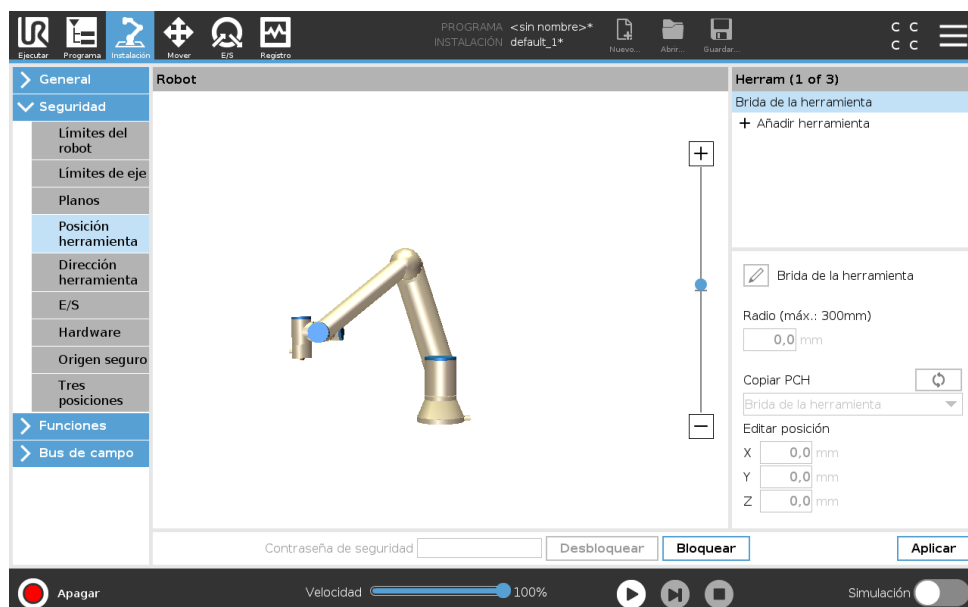 UR
PROGRAMA <sin nombre>*
INSTALACIÓN default_1*
C C
C C
Ejecutar Programa Instalación Mover E/S Registro Nuevo... Abrir... Guardar...
General
Robot
Herram (1 of 3)
Seguridad
Brida de la herramienta
+ Añadir herramienta
Límites del
robot
Límites de eje
Planos
Posición
herramienta
Dirección
herramienta
E/S
Hardware
Origen seguro
Tres
posiciones
Funciones
Bus de campo
+
−
Brida de la herramienta
Radio (máx.: 300mm)
0,0 mm
Copiar PCH
Brida de la herramienta
Editar posición
X 0,0 mm
Y 0,0 mm
Z 0,0 mm
Contraseña de seguridad Desbloquear Bloquear Aplicar
Apagar Velocidad 100% Simulación